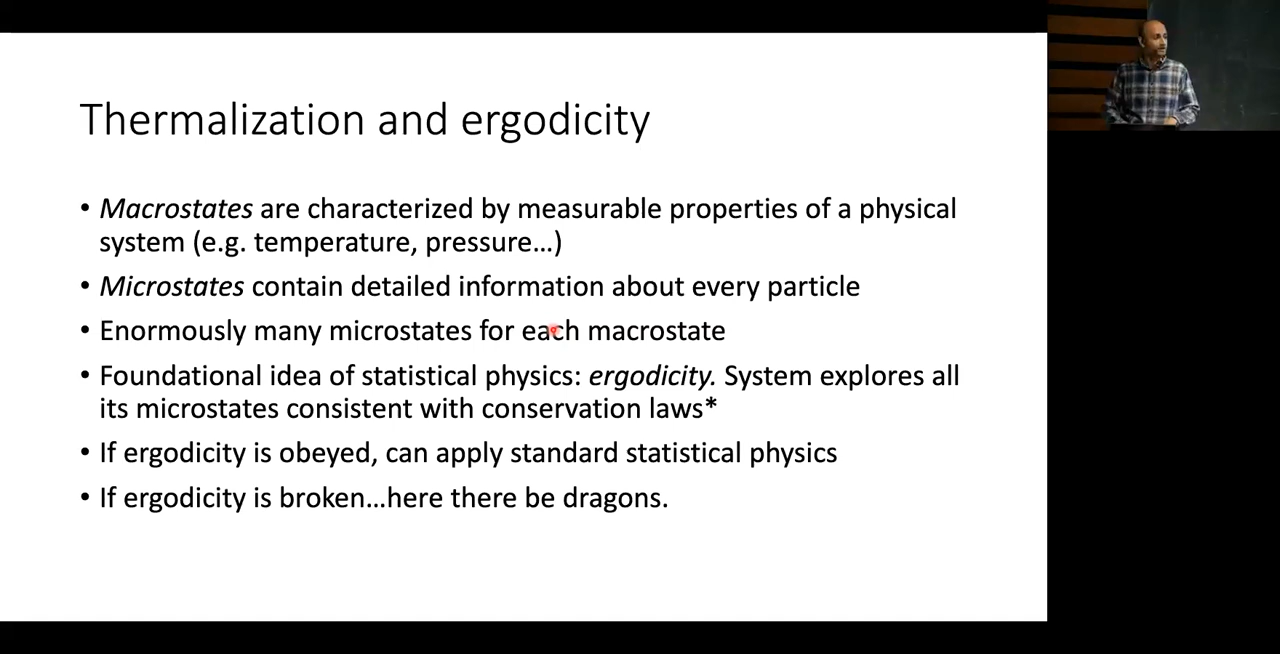 Thermalization and ergodicity
• Macrostates are characterized by measurable properties of a physical
system (e.g. temperature, pressure…)
• Microstates contain detailed information about every particle
• Enormously many microstates for each macrostate
• Foundational idea of statistical physics: ergodicity. System explores all
its microstates consistent with conservation laws*
• If ergodicity is obeyed, can apply standard statistical physics
• If ergodicity is broken…here there be dragons.